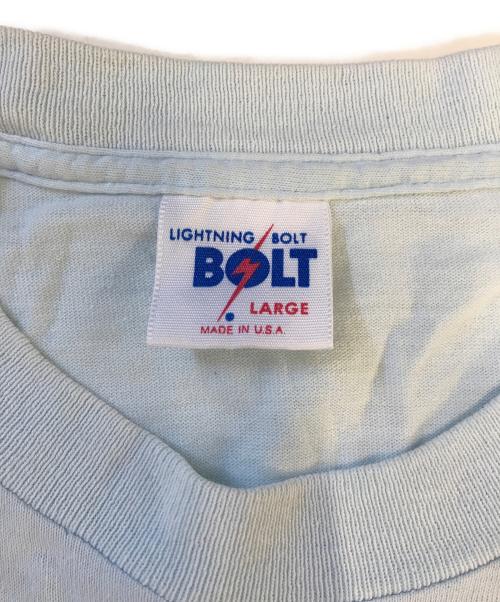 LIGHTNING BOLT
BOLT
LARGE
MADE IN U.S.A.